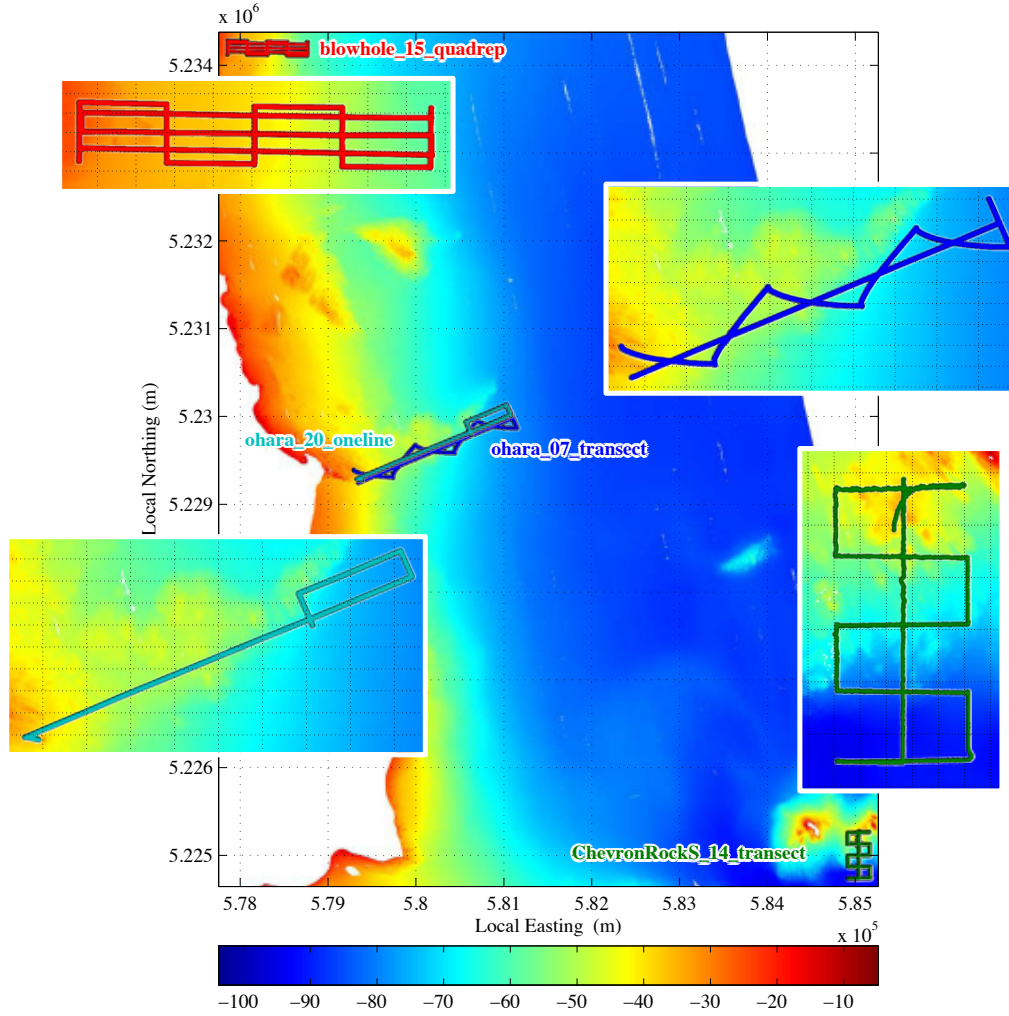 x 10^6
blowhole_15_quadrep
5.234
5.232
5.231
5.23
ohara_20_oneline
ohara_07_transect
5.229
5.226
5.225
ChevronRockS_14_transect
Local Northing (m)
5.78 5.79 5.8 5.81 5.82 5.83 5.84 5.85
Local Easting (m)
x 10^5
−100 −90 −80 −70 −60 −50 −40 −30 −20 −10